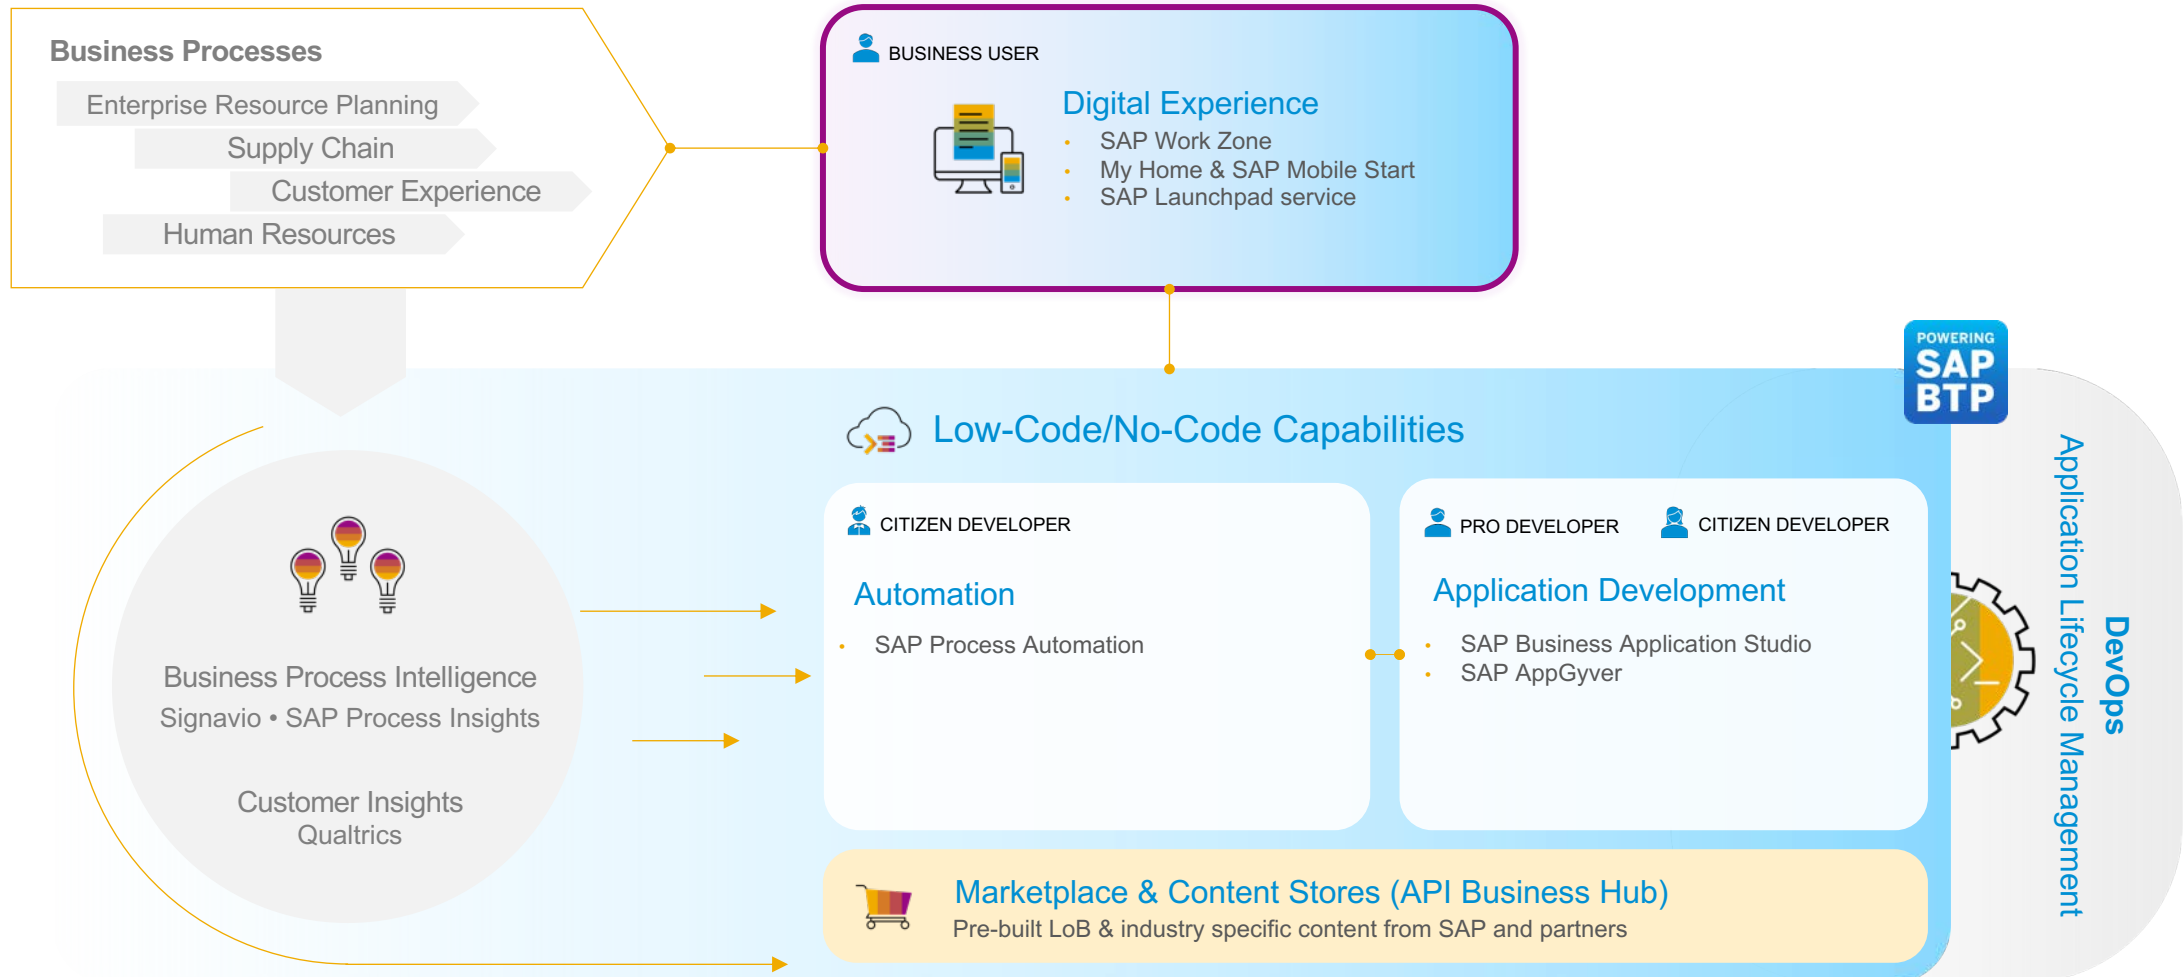 Business Processes
Enterprise Resource Planning
Supply Chain
Customer Experience
Human Resources
BUSINESS USER
Digital Experience
• SAP Work Zone
• My Home & SAP Mobile Start
• SAP Launchpad service
POWERING
SAP
BTP
Low-Code/No-Code Capabilities
Business Process Intelligence
Signavio • SAP Process Insights
Customer Insights
Qualtrics
CITIZEN DEVELOPER
Automation
• SAP Process Automation
PRO DEVELOPER
CITIZEN DEVELOPER
Application Development
• SAP Business Application Studio
• SAP AppGyver
Marketplace & Content Stores (API Business Hub)
Pre-built LoB & industry specific content from SAP and partners
DevOps
Application Lifecycle Management